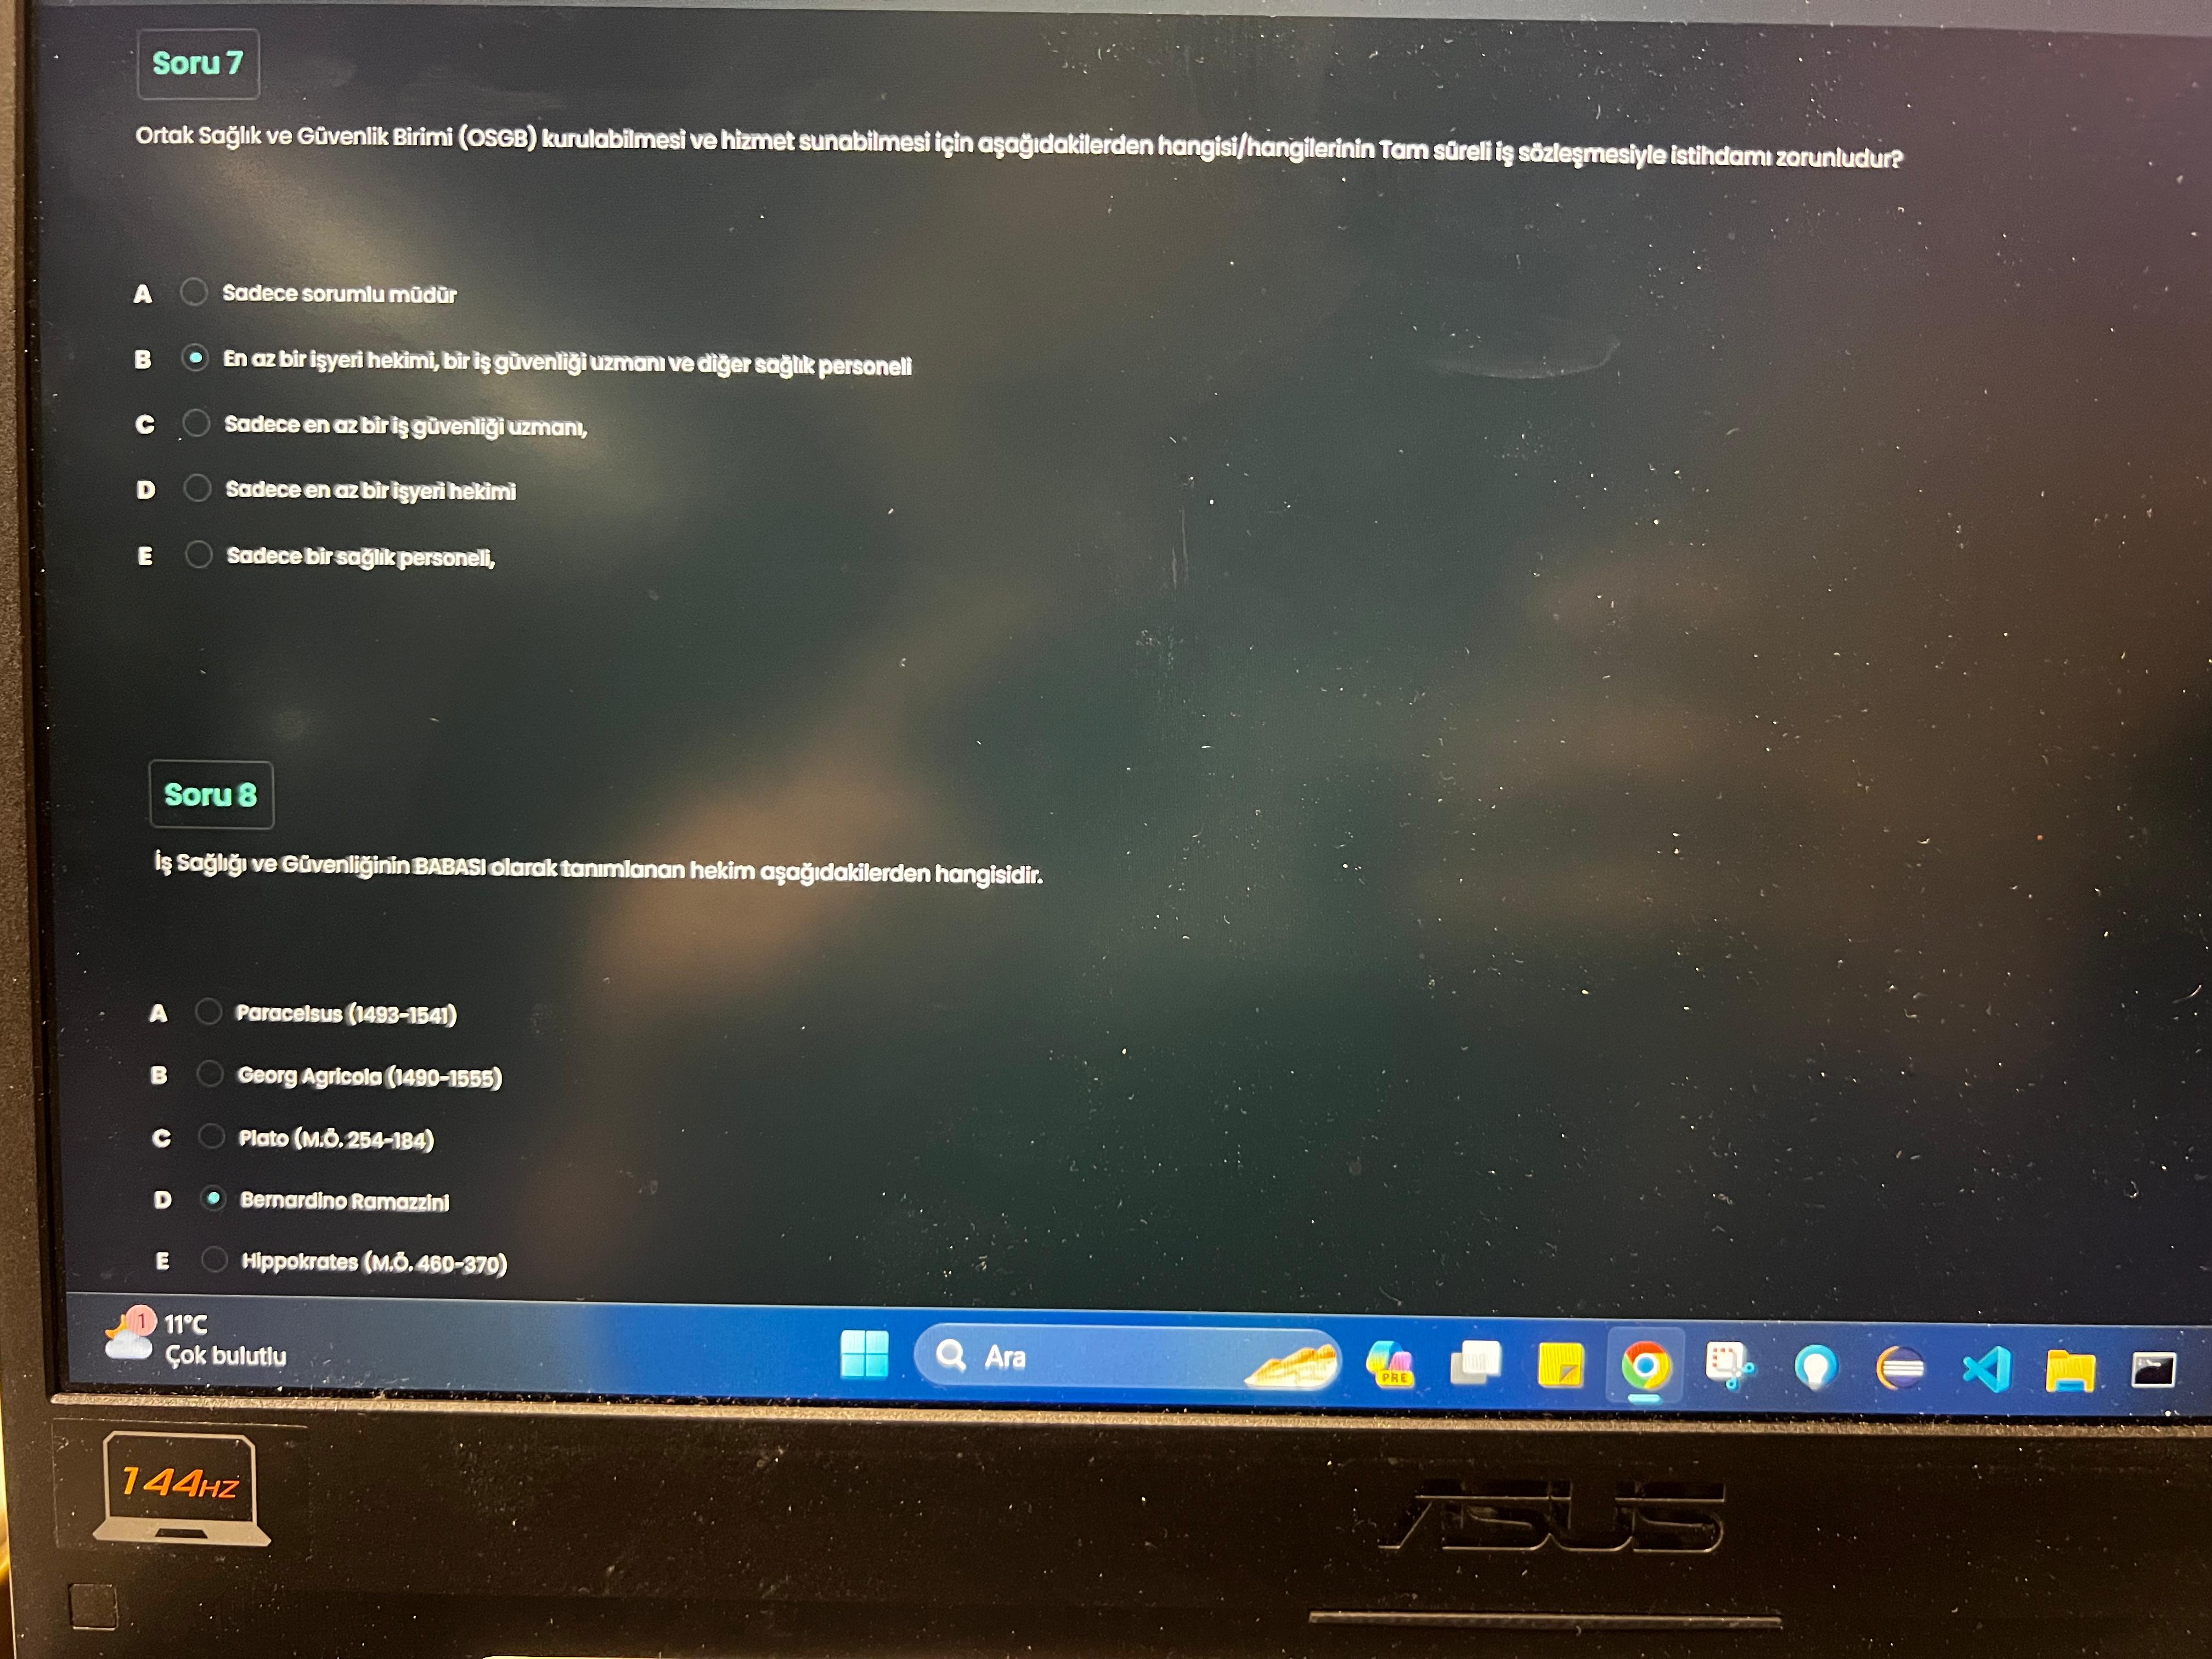 Soru 7
Ortak Sağlık ve Güvenlik Birimi (OSGB) kurulabilmesi ve hizmet sunabilmesi için aşağıdakilerden hangisi/hangilerinin Tam süreli iş sözleşmesiyle istihdamı zorunludur?
A Sadece sorumlu müdür
B En az bir işyeri hekimi, bir iş güvenliği uzmanı ve diğer sağlık personeli
C Sadece en az bir iş güvenliği uzmanı,
D Sadece en az bir işyeri hekimi
E Sadece bir sağlık personeli,
Soru 8
İş Sağlığı ve Güvenliğinin BABASI olarak tanımlanan hekim aşağıdakilerden hangisidir.
A Paracelsus (1493-1541)
B Georg Agricola (1490-1555)
C Plato (M.Ö. 254-184)
D Bernardino Ramazzini
E Hippokrates (M.Ö. 460-370)
1 11°C
Çok bulutlu
Ara
PRE
144HZ
ASUS